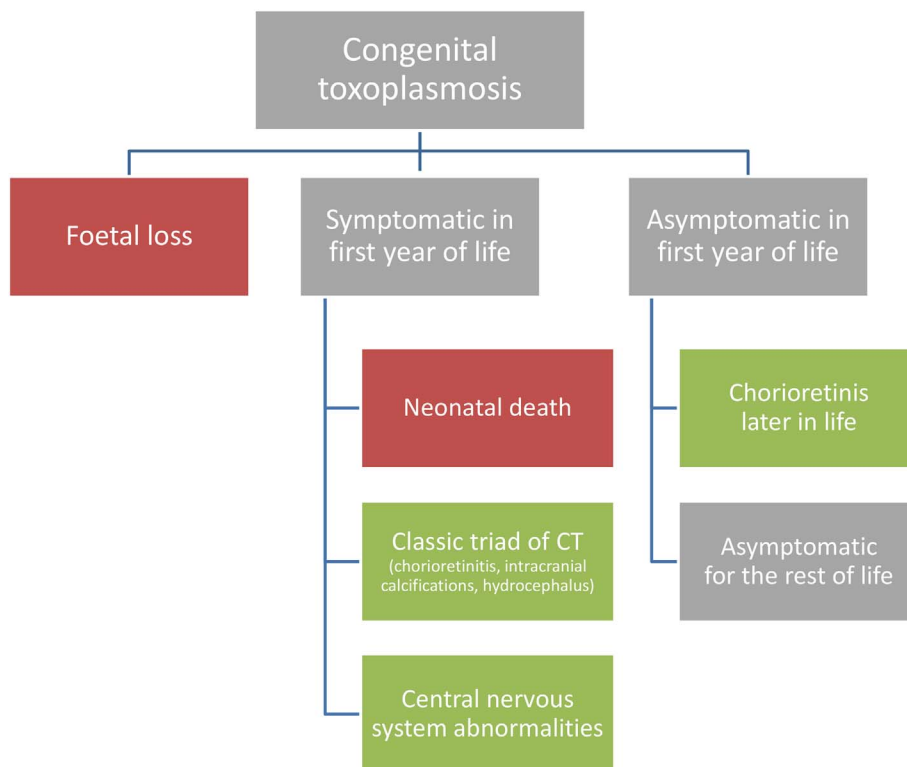 Congenital
toxoplasmosis
Foetal loss
Symptomatic in
first year of life
Asymptomatic in
first year of life
Neonatal death
Classic triad of CT
(chorioretinitis, intracranial
calcifications, hydrocephalus)
Central nervous
system abnormalities
Chorioretinis
later in life
Asymptomatic
for the rest of life